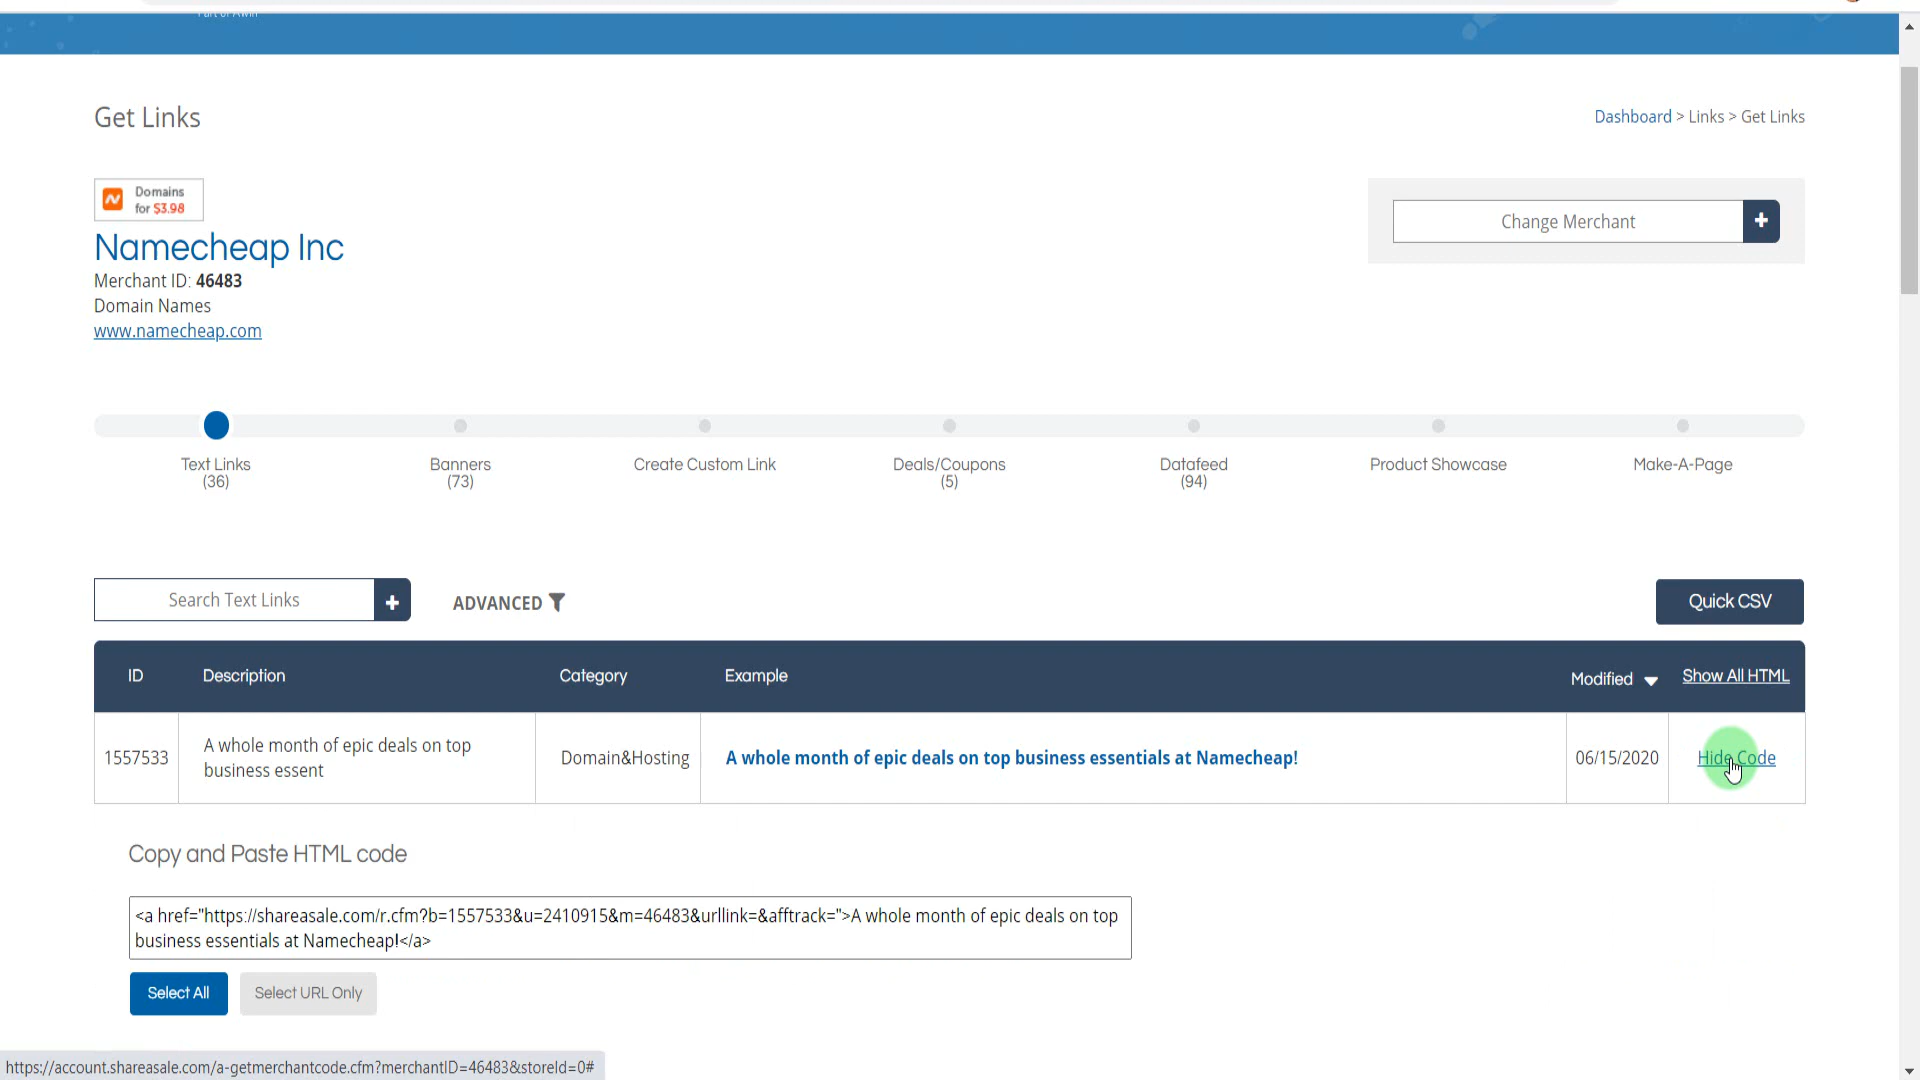 Part of Awin
Get Links
Dashboard > Links > Get Links
Domains
for $3.98
Change Merchant
Namecheap Inc
Merchant ID: 46483
Domain Names
www.namecheap.com
Text Links
(36)
Banners
(73)
Create Custom Link
Deals/Coupons
(5)
Datafeed
(94)
Product Showcase
Make-A-Page
Search Text Links
ADVANCED
Quick CSV
ID Description Category Example Modified Show All HTML
1557533
A whole month of epic deals on top
business essent
Domain&Hosting
A whole month of epic deals on top business essentials at Namecheap!
06/15/2020
Hide Code
Copy and Paste HTML code
<a href="https://shareasale.com/r.cfm?b=1557533&u=2410915&m=46483&urllink=&afftrack=">A whole month of epic deals on top
business essentials at Namecheap!</a>
Select All
Select URL Only
https://account.shareasale.com/a-getmerchantcode.cfm?merchantID=46483&storeId=0#